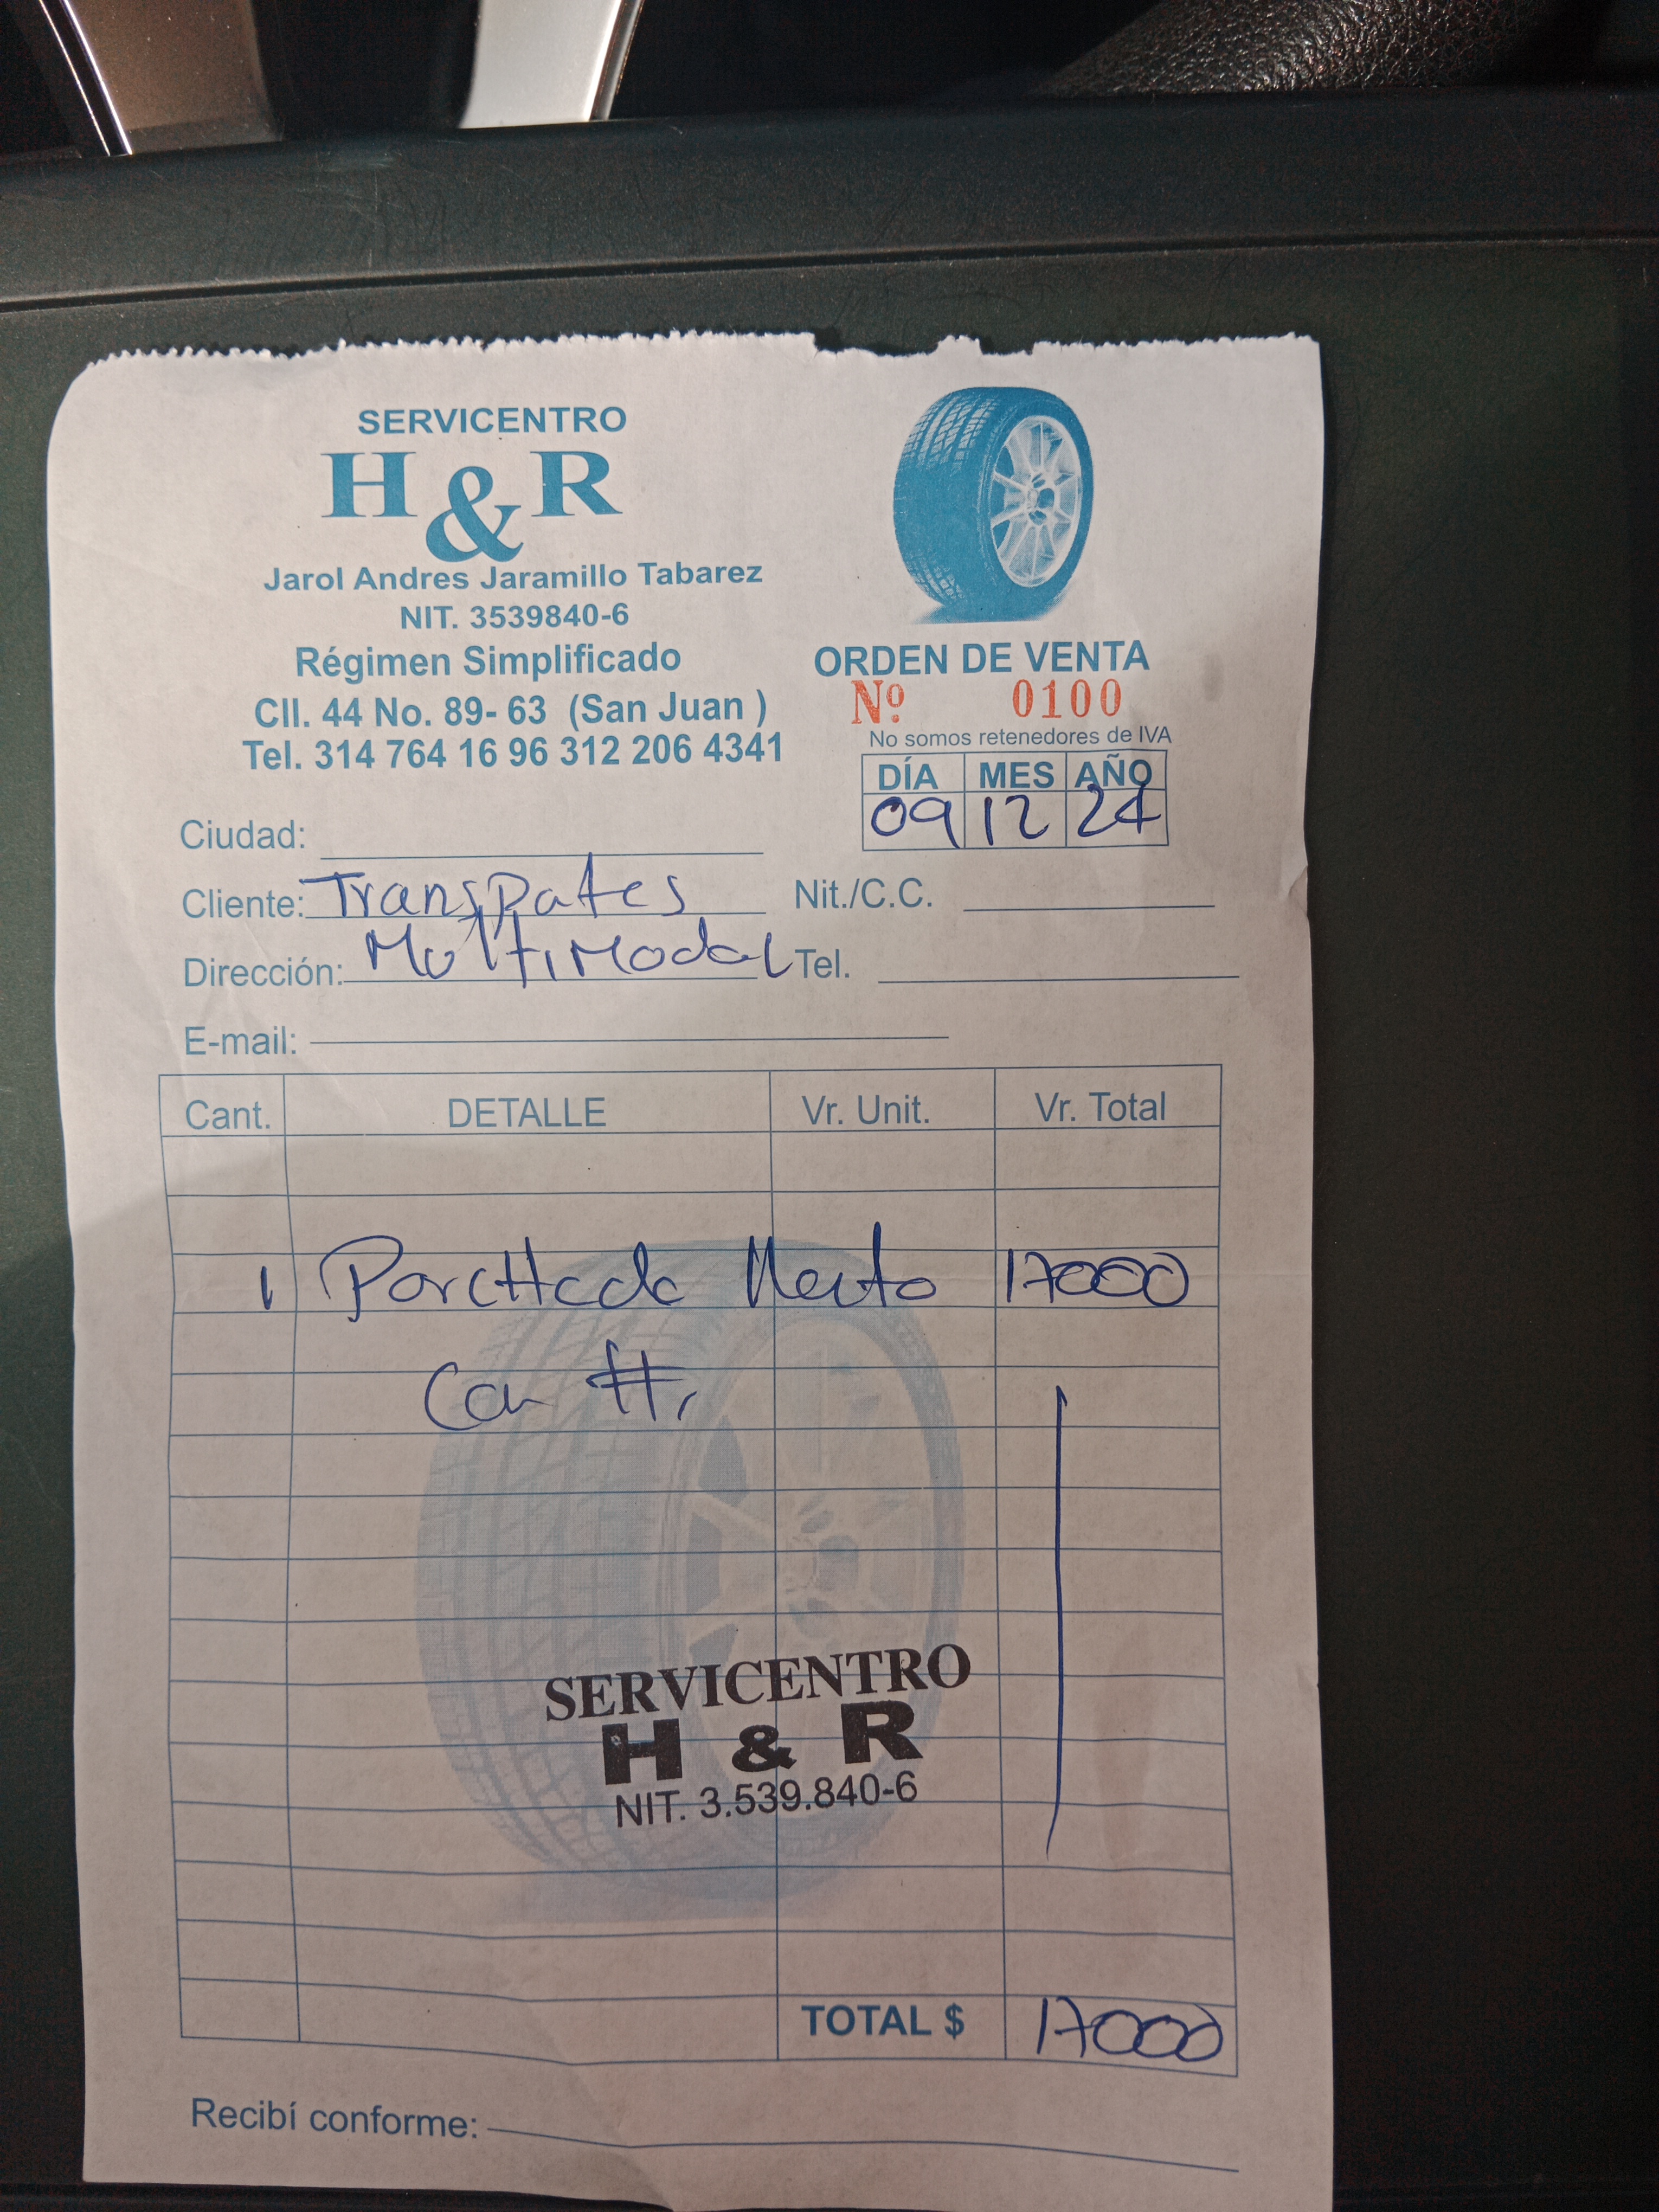 SERVICENTRO
H & R
Jarol Andres Jaramillo Tabarez
NIT. 3539840-6
Régimen Simplificado
Cll. 44 No. 89- 63 (San Juan )
Tel. 314 764 16 96 312 206 4341
ORDEN DE VENTA
Nº 0100
No somos retenedores de IVA
DÍA MES AÑO
09 12 24
Ciudad:
Cliente: Transpates Nit./C.C.
Dirección: Multimodal Tel.
E-mail:
Cant. DETALLE Vr. Unit. Vr. Total
1 17000
SERVICENTRO
H & R
NIT. 3.539.840-6
TOTAL $ 17000
Recibí conforme: